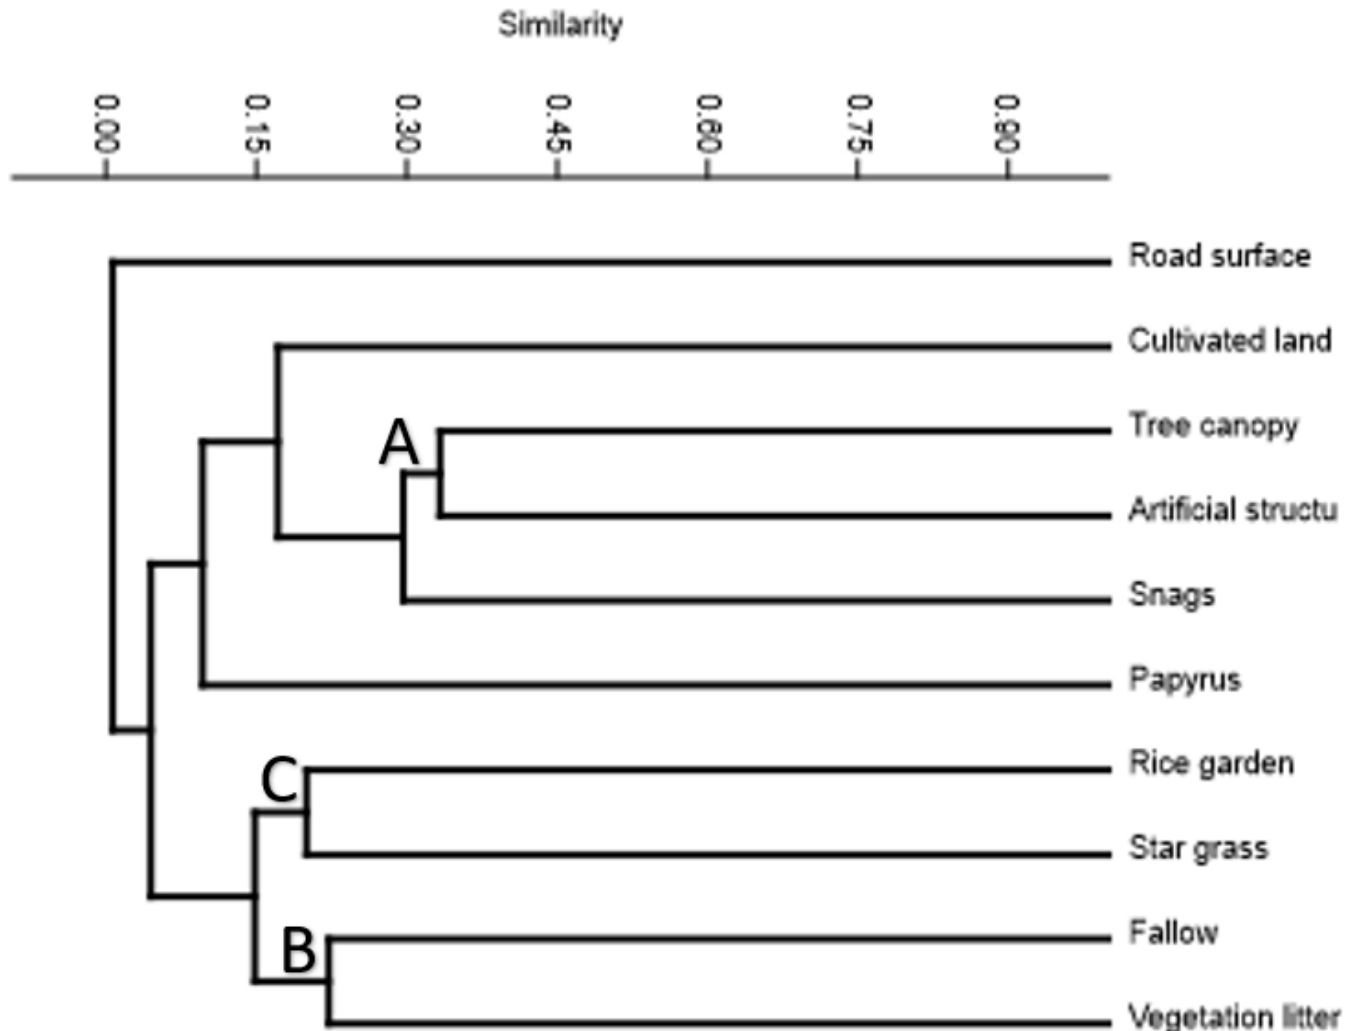 Similarity
0.00 0.15 0.30 0.45 0.60 0.75 0.90
Road surface
Cultivated land
A
Tree canopy
Artificial structu
Snags
Papyrus
C
Rice garden
Star grass
B
Fallow
Vegetation litter